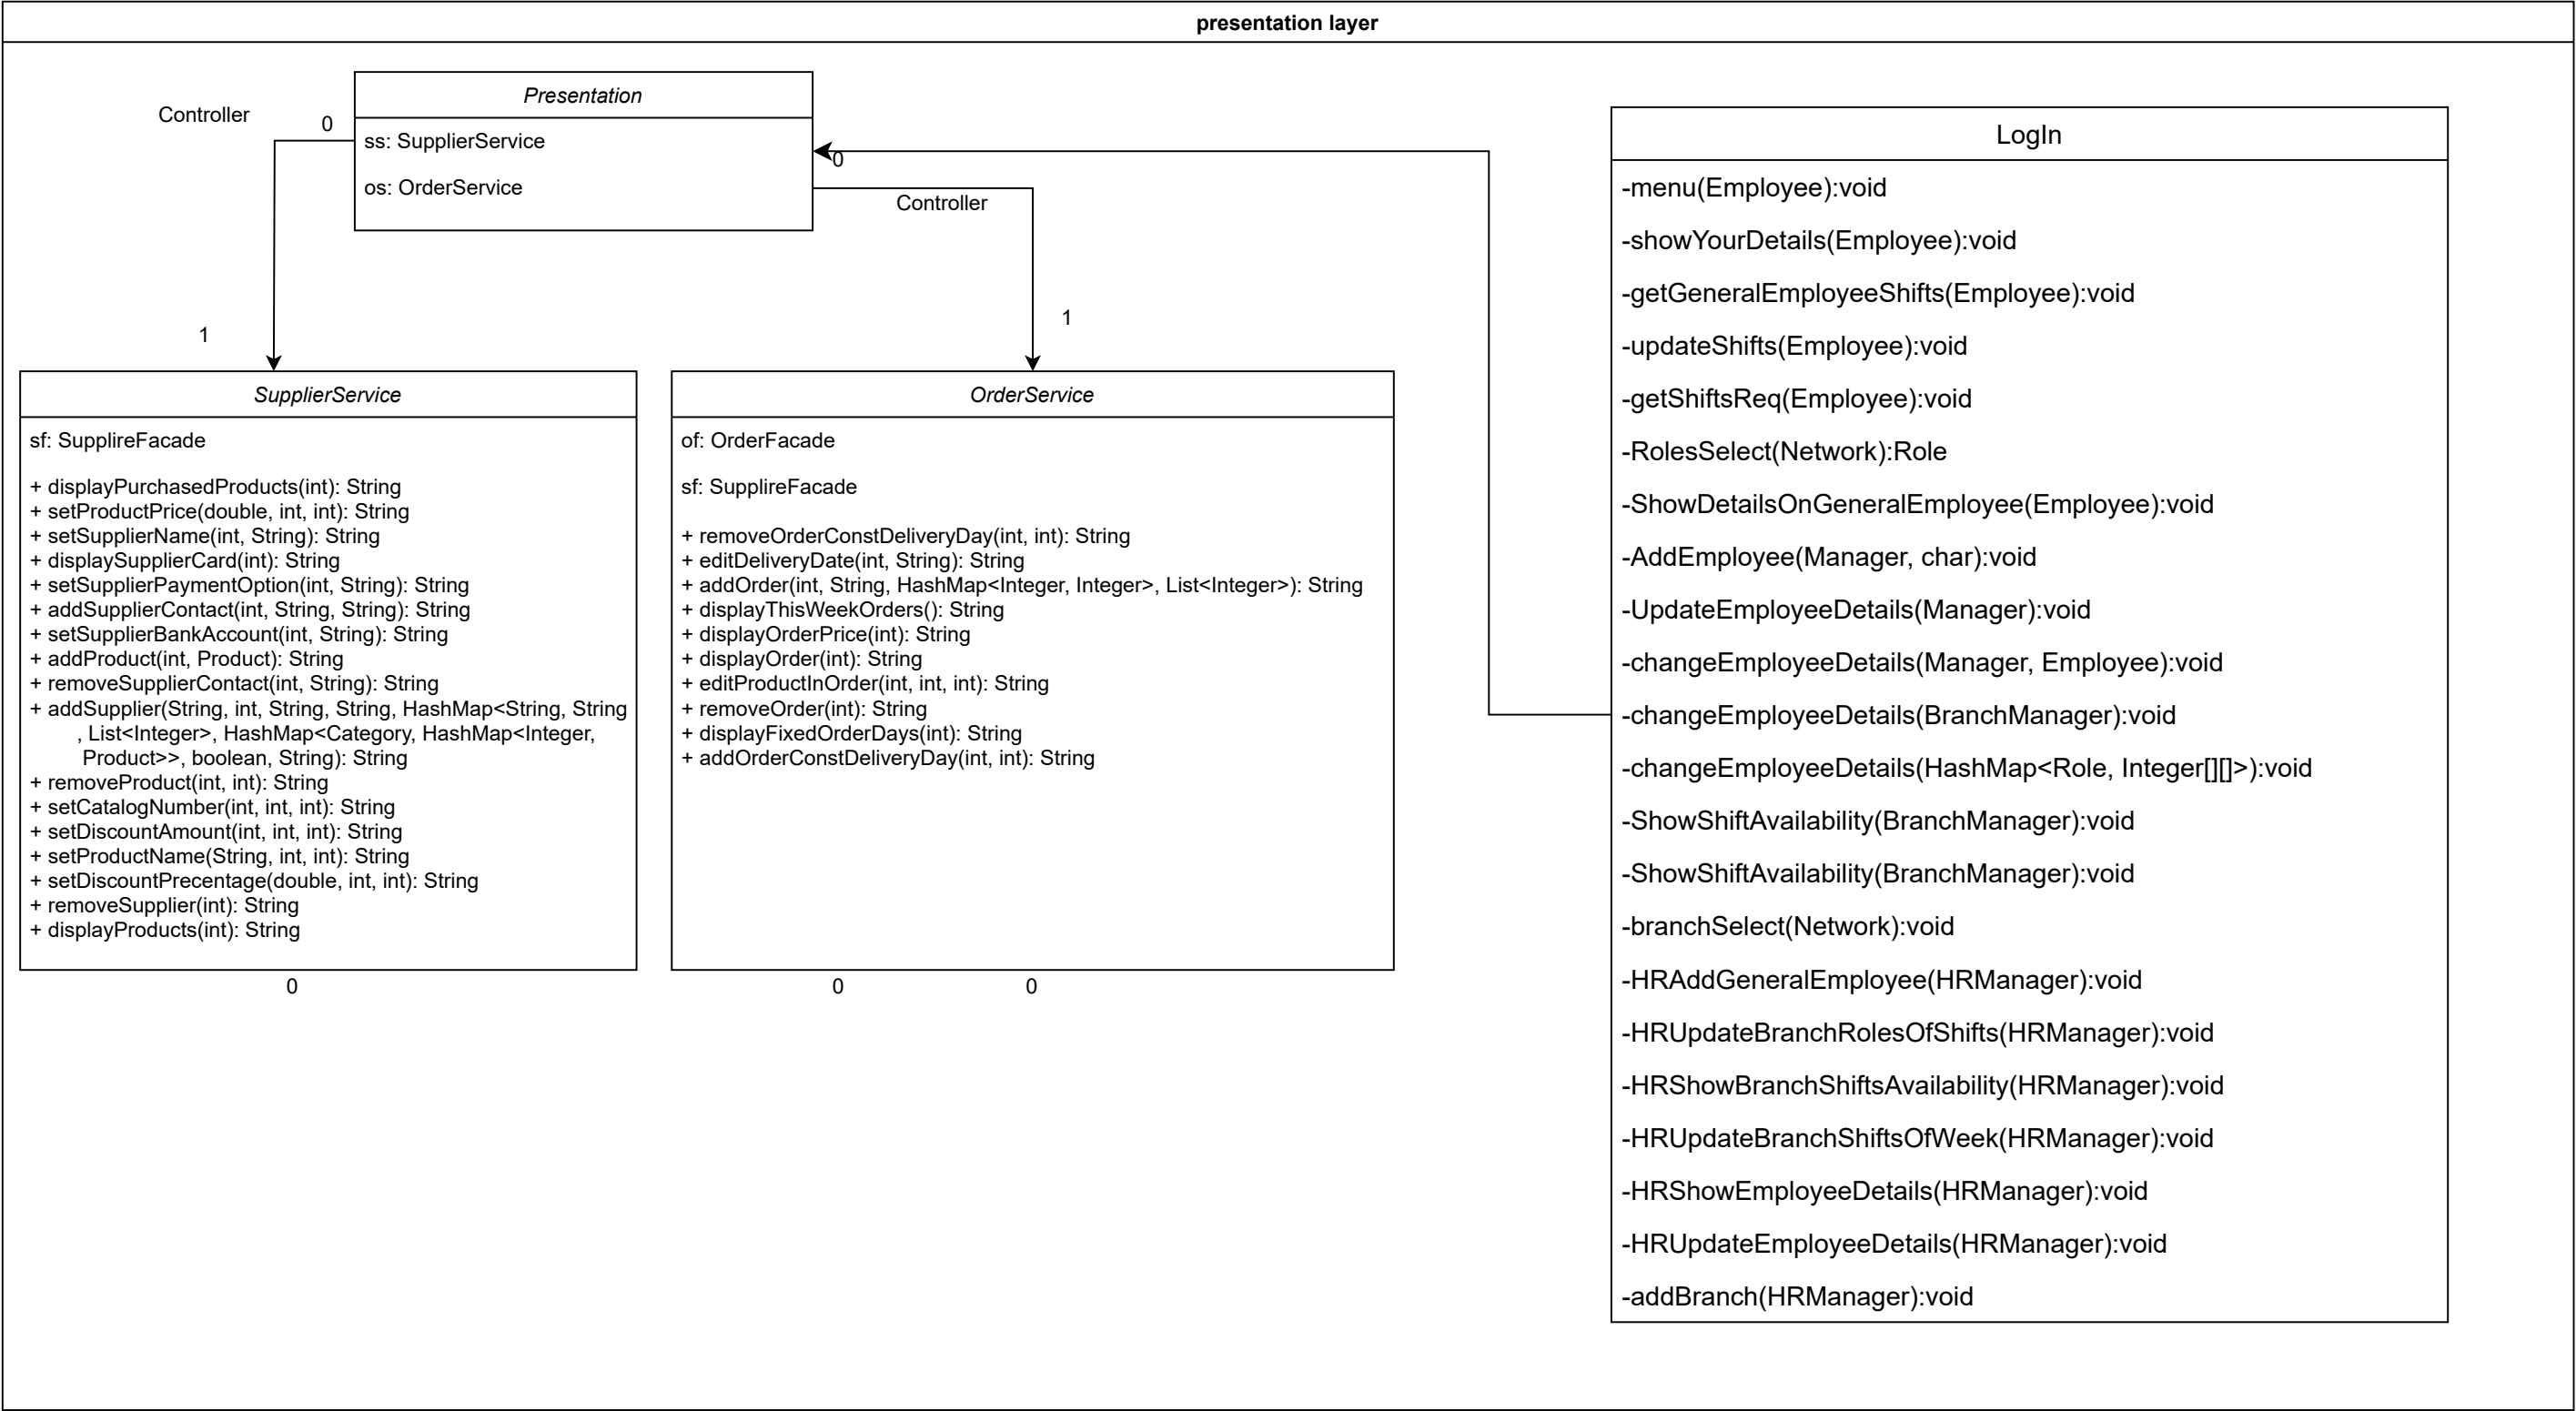 presentation layer
Presentation
ss: SupplierService
os: OrderService
Controller
0
1
0
Controller
1
SupplierService
sf: SupplireFacade
+ displayPurchasedProducts(int): String
+ setProductPrice(double, int, int): String
+ setSupplierName(int, String): String
+ displaySupplierCard(int): String
+ setSupplierPaymentOption(int, String): String
+ addSupplierContact(int, String, String): String
+ setSupplierBankAccount(int, String): String
+ addProduct(int, Product): String
+ removeSupplierContact(int, String): String
+ addSupplier(String, int, String, String, HashMap<String, String
, List<Integer>, HashMap<Category, HashMap<Integer,
Product>>, boolean, String): String
+ removeProduct(int, int): String
+ setCatalogNumber(int, int, int): String
+ setDiscountAmount(int, int, int): String
+ setProductName(String, int, int): String
+ setDiscountPrecentage(double, int, int): String
+ removeSupplier(int): String
+ displayProducts(int): String
0
OrderService
of: OrderFacade
sf: SupplireFacade
+ removeOrderConstDeliveryDay(int, int): String
+ editDeliveryDate(int, String): String
+ addOrder(int, String, HashMap<Integer, Integer>, List<Integer>): String
+ displayThisWeekOrders(): String
+ displayOrderPrice(int): String
+ displayOrder(int): String
+ editProductInOrder(int, int, int): String
+ removeOrder(int): String
+ displayFixedOrderDays(int): String
+ addOrderConstDeliveryDay(int, int): String
0
0
LogIn
-menu(Employee):void
-showYourDetails(Employee):void
-getGeneralEmployeeShifts(Employee):void
-updateShifts(Employee):void
-getShiftsReq(Employee):void
-RolesSelect(Network):Role
-ShowDetailsOnGeneralEmployee(Employee):void
-AddEmployee(Manager, char):void
-UpdateEmployeeDetails(Manager):void
-changeEmployeeDetails(Manager, Employee):void
-changeEmployeeDetails(BranchManager):void
-changeEmployeeDetails(HashMap<Role, Integer[][]>):void
-ShowShiftAvailability(BranchManager):void
-ShowShiftAvailability(BranchManager):void
-branchSelect(Network):void
-HRAddGeneralEmployee(HRManager):void
-HRUpdateBranchRolesOfShifts(HRManager):void
-HRShowBranchShiftsAvailability(HRManager):void
-HRUpdateBranchShiftsOfWeek(HRManager):void
-HRShowEmployeeDetails(HRManager):void
-HRUpdateEmployeeDetails(HRManager):void
-addBranch(HRManager):void